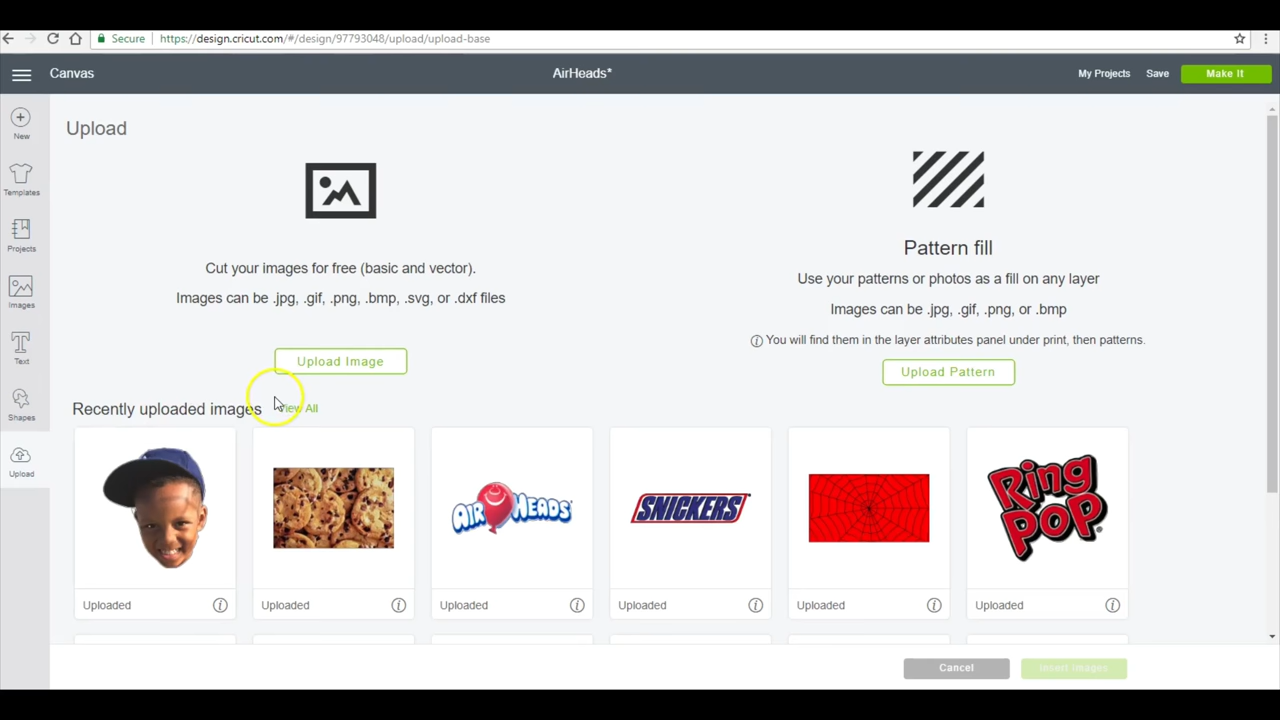 Secure
https://design.cricut.com/#/design/97793048/upload/upload-base
Canvas
AirHeads*
My Projects
Save
Make It
New
Templates
Projects
Images
Text
Shapes
Upload
Upload
Cut your images for free (basic and vector).
Images can be .jpg, .gif, .png, .bmp, .svg, or .dxf files
Upload Image
Pattern fill
Use your patterns or photos as a fill on any layer
Images can be .jpg, .gif, .png, or .bmp
You will find them in the layer attributes panel under print, then patterns.
Upload Pattern
Recently uploaded images
View All
AIRHEADS
SNICKERS
Ring
POP
Uploaded
Uploaded
Uploaded
Uploaded
Uploaded
Uploaded
Cancel
Insert Images